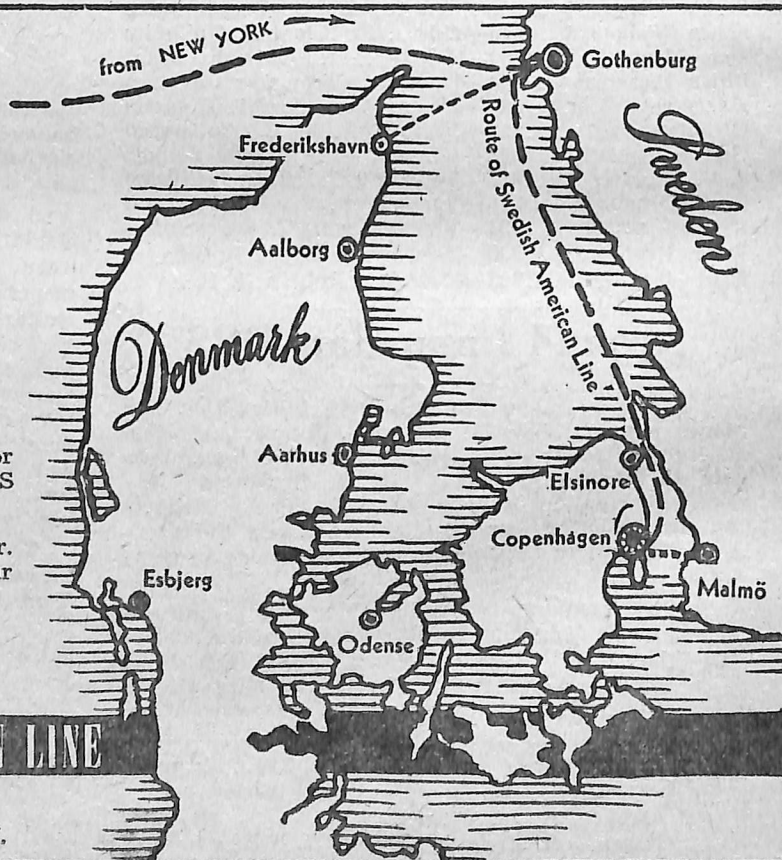 from NEW YORK
Gothenburg
Frederikshavn
Sweden
Route of Swedish American Line
Aalborg
Denmark
or
Aarhus
S
Elsinore
Copenhagen
r.
Esbjerg
Malmö
Odense
LINE